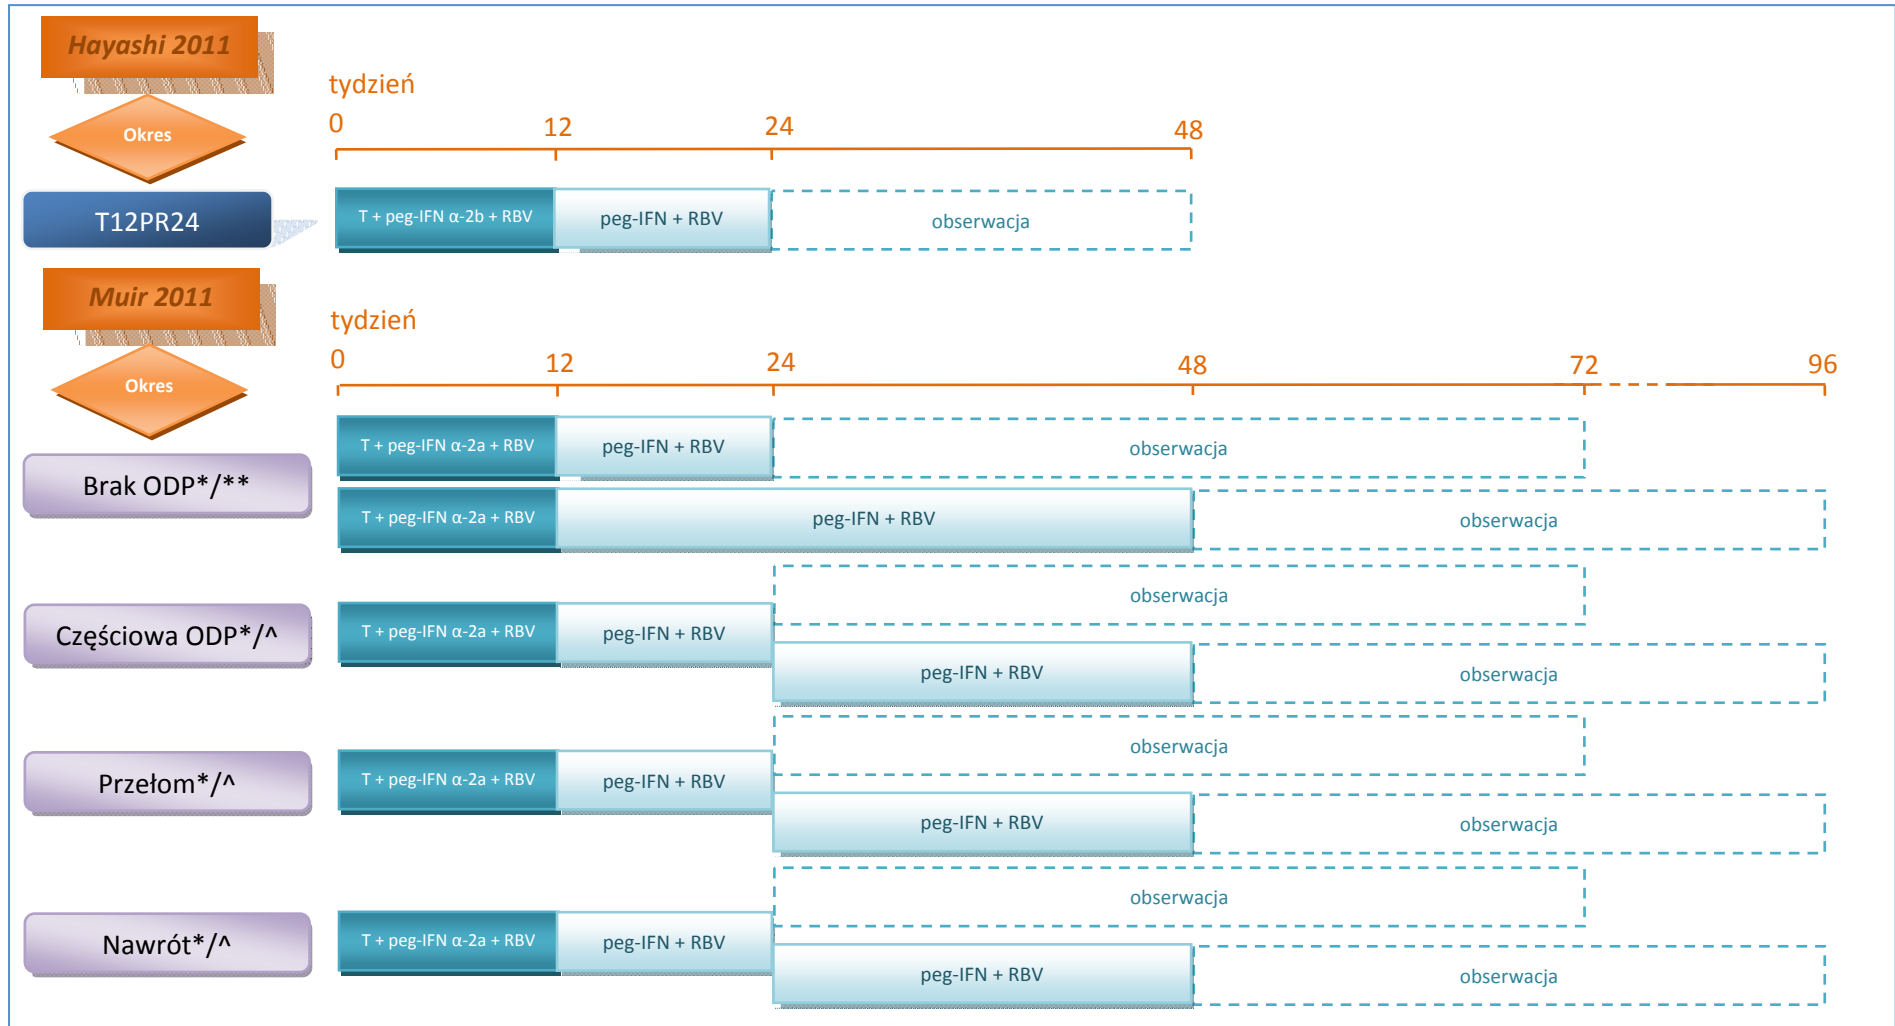 Hayashi 2011
tydzień
Okres
0 12 24 48
T12PR24
T + peg-IFN α-2b + RBV peg-IFN + RBV obserwacja
Muir 2011
tydzień
Okres
0 12 24 48 72 96
Brak ODP*/**
T + peg-IFN α-2a + RBV peg-IFN + RBV obserwacja
T + peg-IFN α-2a + RBV peg-IFN + RBV obserwacja
Częściowa ODP*/^
obserwacja
T + peg-IFN α-2a + RBV peg-IFN + RBV
peg-IFN + RBV obserwacja
Przełom*/^
obserwacja
T + peg-IFN α-2a + RBV peg-IFN + RBV
peg-IFN + RBV obserwacja
Nawrót*/^
obserwacja
T + peg-IFN α-2a + RBV peg-IFN + RBV
peg-IFN + RBV obserwacja